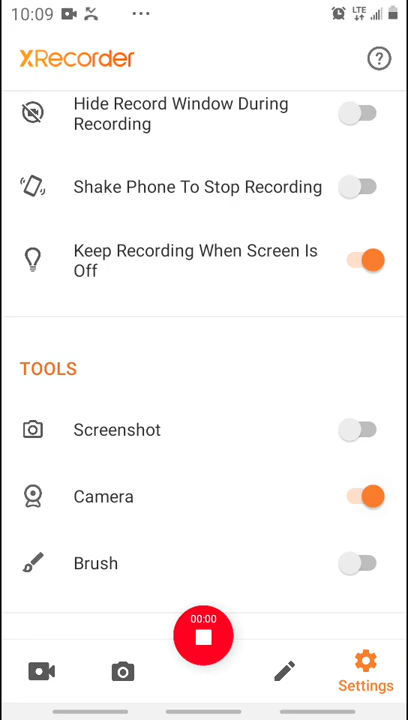 10:09
LTE
XRecorder
Hide Record Window During
Recording
Shake Phone To Stop Recording
Keep Recording When Screen Is
Off
TOOLS
Screenshot
Camera
Brush
00:00
Settings